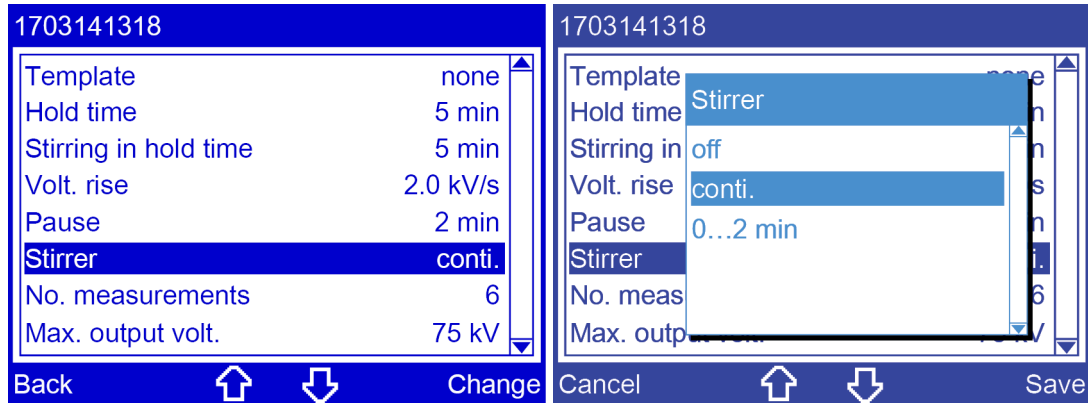 1703141318
Template none
Hold time 5 min
Stirring in hold time 5 min
Volt. rise 2.0 kV/s
Pause 2 min
Stirrer conti.
No. measurements 6
Max. output volt. 75 kV
Back Change
1703141318
Template
Hold time
Stirring in
Volt. rise
Pause
Stirrer
No. meas
Max. outp
Stirrer
off
conti.
0...2 min
Cancel Save